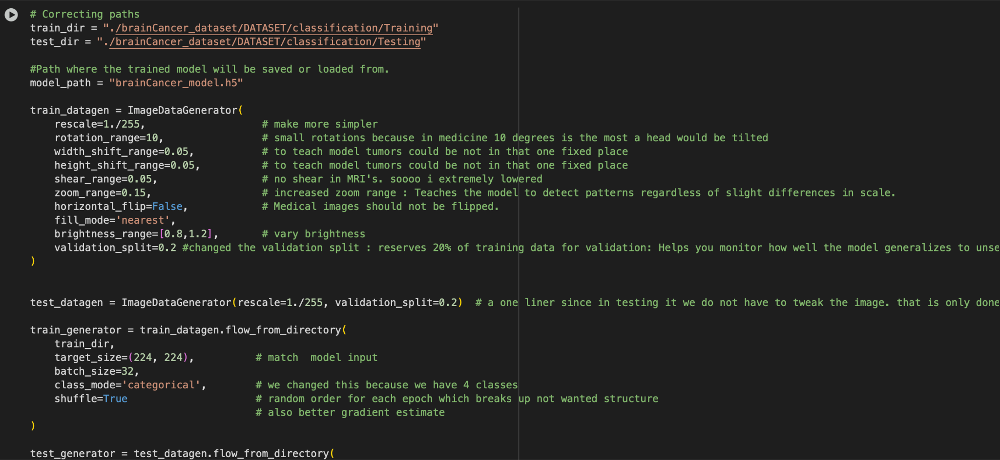 # Correcting paths
train_dir = "./brainCancer_dataset/DATASET/classification/Training"
test_dir = "./brainCancer_dataset/DATASET/classification/Testing"
#Path where the trained model will be saved or loaded from.
model_path = "brainCancer_model.h5"
train_datagen = ImageDataGenerator(
    rescale=1./255,                   # make more simpler
    rotation_range=10,                # small rotations because in medicine 10 degrees is the most a head would be tilted
    width_shift_range=0.05,           # to teach model tumors could be not in that one fixed place
    height_shift_range=0.05,          # to teach model tumors could be not in that one fixed place
    shear_range=0.05,                 # no shear in MRI's. soooo i extremely lowered
    zoom_range=0.15,                  # increased zoom range : Teaches the model to detect patterns regardless of slight differences in scale.
    horizontal_flip=False,            # Medical images should not be flipped.
    fill_mode='nearest',
    brightness_range=[0.8,1.2],       # vary brightness
    validation_split=0.2 #changed the validation split : reserves 20% of training data for validation: Helps you monitor how well the model generalizes to unse
)
test_datagen = ImageDataGenerator(rescale=1./255, validation_split=0.2)  # a one liner since in testing it we do not have to tweak the image. that is only done
train_generator = train_datagen.flow_from_directory(
    train_dir,
    target_size=(224, 224),          # match  model input
    batch_size=32,
    class_mode='categorical',        # we changed this because we have 4 classes
    shuffle=True                     # random order for each epoch which breaks up not wanted structure
                                     # also better gradient estimate
)
test_generator = test_datagen.flow_from_directory(